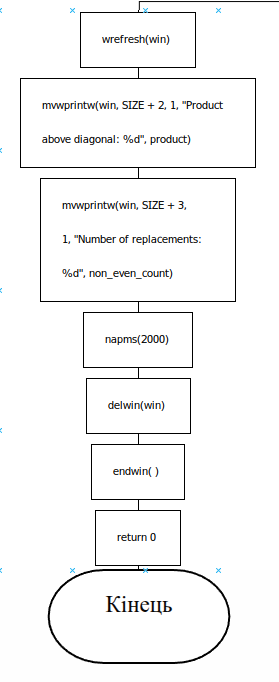 wrefresh(win)
mvwprintw(win, SIZE + 2, 1, "Product
above diagonal: %d", product)
mvwprintw(win, SIZE + 3,
1, "Number of replacements:
%d", non_even_count)
napms(2000)
delwin(win)
endwin( )
return 0
Кінець